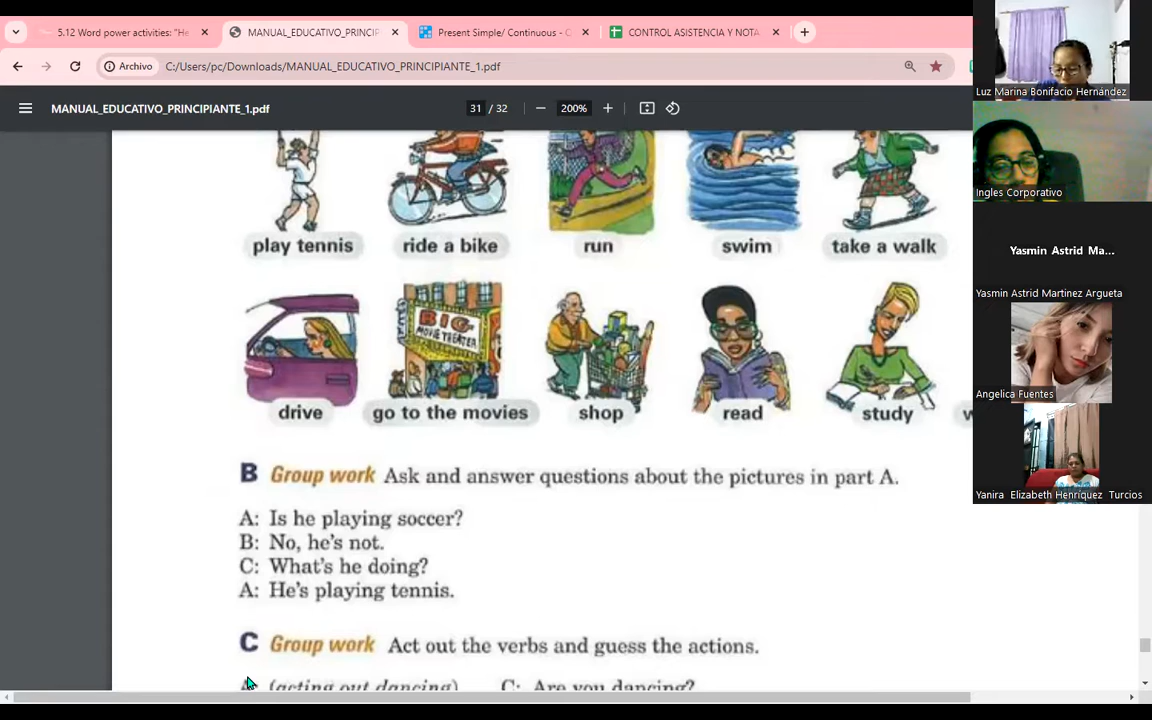 5.12 Word power activities: "He
MANUAL_EDUCATIVO_PRINCIP
Present Simple/ Continuous - C
CONTROL ASISTENCIA Y NOTA
Archivo
C:/Users/pc/Downloads/MANUAL_EDUCATIVO_PRINCIPIANTE_1.pdf
MANUAL_EDUCATIVO_PRINCIPIANTE_1.pdf
31 / 32
200%
play tennis
ride a bike
run
swim
take a walk
BIG
MOVIE THEATER
drive
go to the movies
shop
read
study
B Group work Ask and answer questions about the pictures in part A.
A: Is he playing soccer?
B: No, he's not.
C: What's he doing?
A: He's playing tennis.
C Group work Act out the verbs and guess the actions.
(acting out dancing) C: Are you dancing?
Luz Marina Bonifacio Hernández
Ingles Corporativo
Yasmin Astrid Ma...
Yasmin Astrid Martinez Argueta
Angelica Fuentes
Yanira Elizabeth Henríquez Turcios